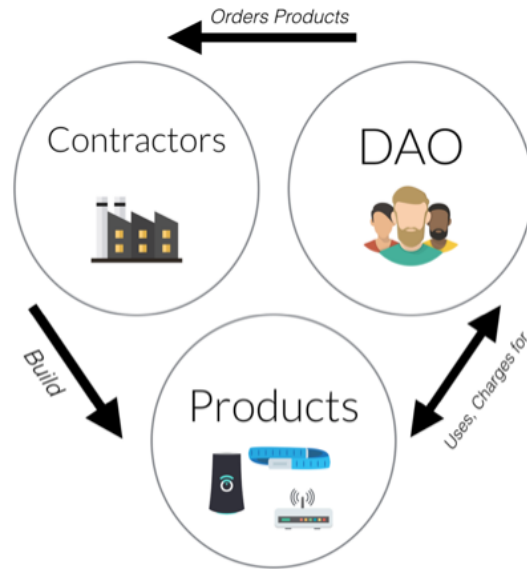 Orders Products
Contractors
DAO
Build
Products
Uses, Charges for